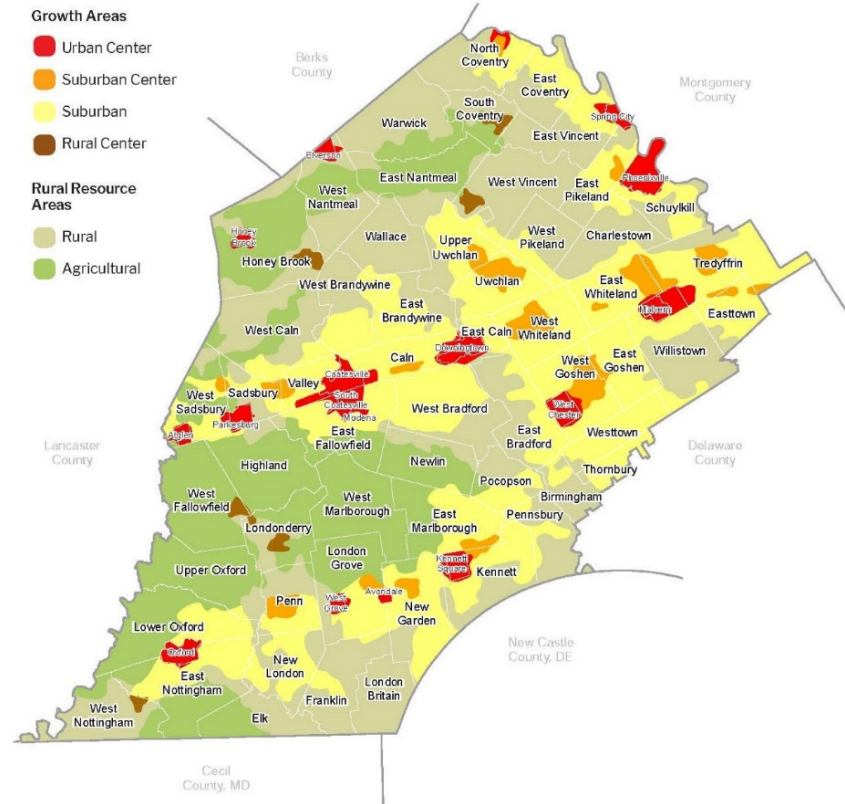 Growth Areas
Urban Center
Suburban Center
Suburban
Rural Center
Rural Resource
Areas
Rural
Agricultural
Berks
County
Montgomery
County
North
Coventry
East
Coventry
South
Coventry
Spring City
Warwick
East Vincent
Elverson
East Nantmeal
West Vincent
East
Pikeland
Phoenixville
West
Nantmeal
Schuylkill
Honey
Brook
Wallace
Upper
Uwchlan
West
Pikeland
Charlestown
Honey Brook
Uwchlan
Tredyffrin
West Brandywine
East
Whiteland
Malvern
Easttown
East
Brandywine
West Caln
East Caln
West
Whiteland
Downingtown
Willistown
Caln
West
Goshen
East
Goshen
Coatesville
Valley
Sadsbury
West
Sadsbury
South
Coatesville
West Bradford
West
Chester
Parkesburg
Modena
Atglen
East
Fallowfield
East
Bradford
Westtown
Lancaster
County
Delaware
County
Highland
Newlin
Thornbury
Pocopson
West
Fallowfield
West
Marlborough
Birmingham
East
Marlborough
Pennsbury
Londonderry
London
Grove
Kennett
Square
Upper Oxford
Kennett
Penn
West
Grove
Avondale
New
Garden
Lower Oxford
New Castle
County, DE
Oxford
New
London
East
Nottingham
London
Britain
Franklin
West
Nottingham
Elk
Cecil
County, MD